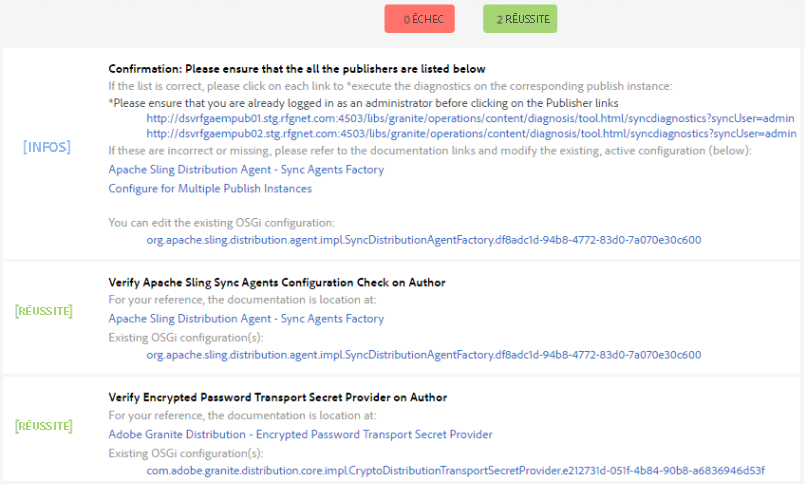 0 ÉCHEC
2 RÉUSSITE
[INFOS]
Confirmation: Please ensure that the all the publishers are listed below
If the list is correct, please click on each link to *execute the diagnostics on the corresponding publish instance:
*Please ensure that you are already logged in as an administrator before clicking on the Publisher links
http://dsvrfgaempub01.stg.rfgnet.com:4503/libs/granite/operations/content/diagnosis/tool.html/syncdiagnostics?syncUser=admin
http://dsvrfgaempub02.stg.rfgnet.com:4503/libs/granite/operations/content/diagnosis/tool.html/syncdiagnostics?syncUser=admin
If these are incorrect or missing, please refer to the documentation links and modify the existing, active configuration (below):
Apache Sling Distribution Agent - Sync Agents Factory
Configure for Multiple Publish Instances
You can edit the existing OSGi configuration:
org.apache.sling.distribution.agent.impl.SyncDistributionAgentFactory.df8adc1d-94b8-4772-83d0-7a070e30c600
[RÉUSSITE]
Verify Apache Sling Sync Agents Configuration Check on Author
For your reference, the documentation is location at:
Apache Sling Distribution Agent - Sync Agents Factory
Existing OSGi configuration(s):
org.apache.sling.distribution.agent.impl.SyncDistributionAgentFactory.df8adc1d-94b8-4772-83d0-7a070e30c600
[RÉUSSITE]
Verify Encrypted Password Transport Secret Provider on Author
For your reference, the documentation is location at:
Adobe Granite Distribution - Encrypted Password Transport Secret Provider
Existing OSGi configuration(s):
com.adobe.granite.distribution.core.impl.CryptoDistributionTransportSecretProvider.e212731d-051f-4b84-90b8-a6836946d53f